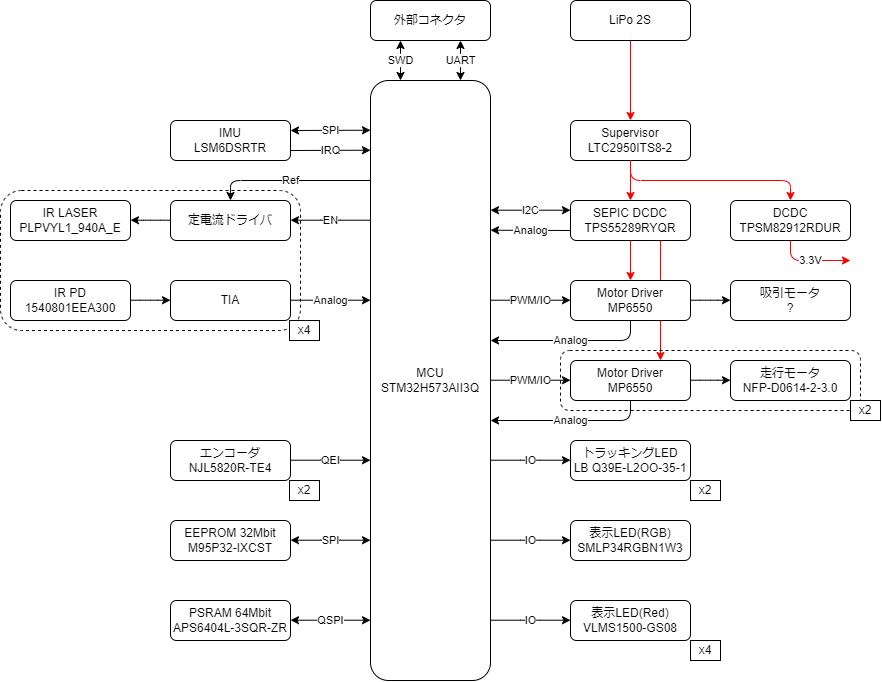 外部コネクタ
LiPo 2S
SWD
UART
IMU
LSM6DSRTR
SPI
IRQ
Supervisor
LTC2950ITS8-2
Ref
IR LASER
PLPVYL1_940A_E
定電流ドライバ
EN
I2C
Analog
SEPIC DCDC
TPS55289RYQR
DCDC
TPSM82912RDUR
3.3V
IR PD
1540801EEA300
TIA
Analog
x4
PWM/IO
Motor Driver
MP6550
吸引モータ
?
Analog
MCU
STM32H573AII3Q
PWM/IO
Motor Driver
MP6550
走行モータ
NFP-D0614-2-3.0
x2
Analog
エンコーダ
NJL5820R-TE4
QEI
x2
IO
トラッキングLED
LB Q39E-L2OO-35-1
x2
EEPROM 32Mbit
M95P32-IXCST
SPI
IO
表示LED(RGB)
SMLP34RGBN1W3
PSRAM 64Mbit
APS6404L-3SQR-ZR
QSPI
IO
表示LED(Red)
VLMS1500-GS08
x4